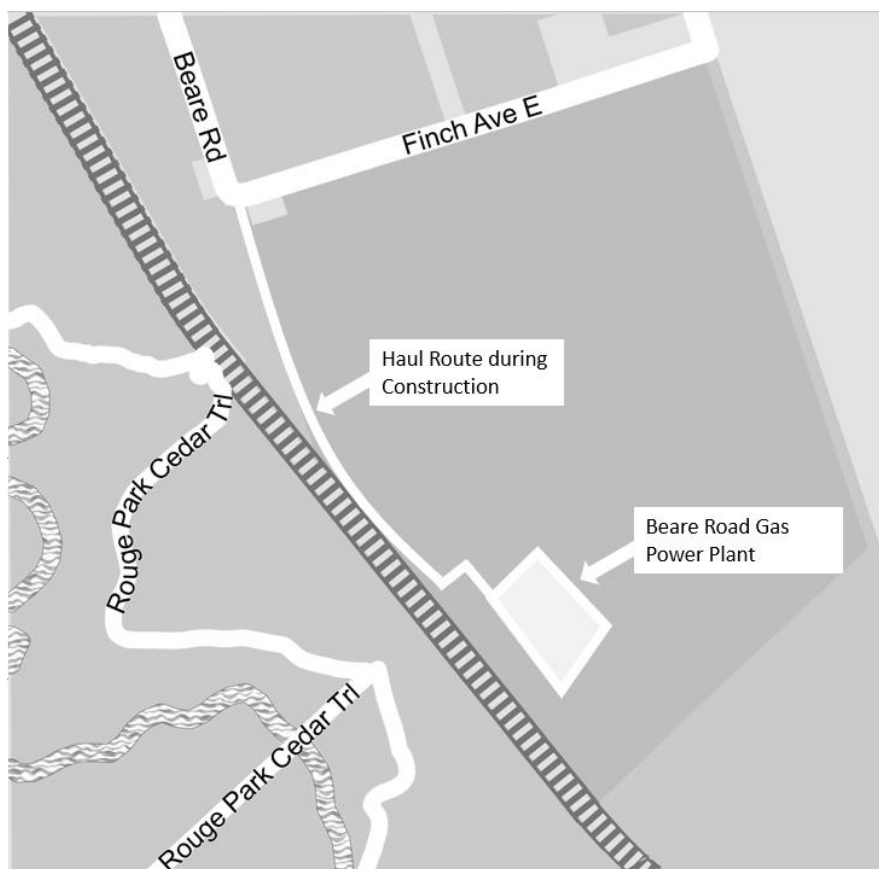 Beare Rd
Finch Ave E
Haul Route during
Construction
Rouge Park Cedar Trl
Beare Road Gas
Power Plant
Rouge Park Cedar Trl